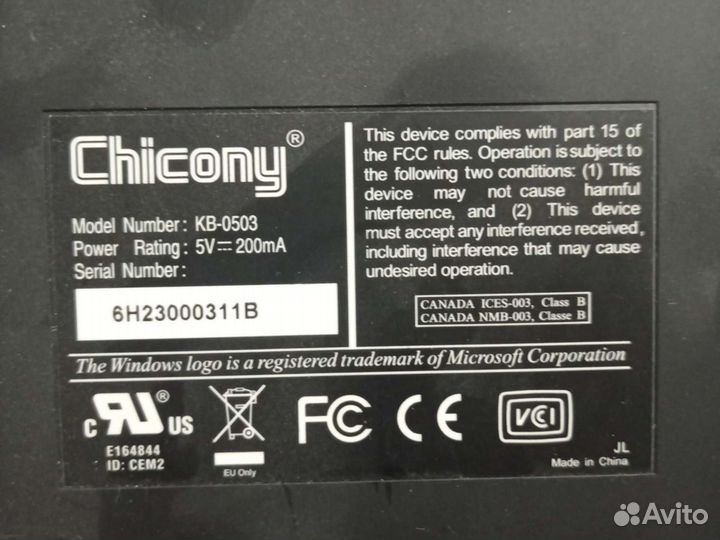 Chicony®
Model Number: KB-0503
Power Rating: 5V⎓200mA
Serial Number:
6H23000311B
This device complies with part 15 of
the FCC rules. Operation is subject to
the following two conditions: (1) This
device may not cause harmful
interference, and (2) This device
must accept any interference received,
including interference that may cause
undesired operation.
CANADA ICES-003, Class B
CANADA NMB-003, Classe B
The Windows logo is a registered trademark of Microsoft Corporation
c RU ® US
E164844
ID: CEM2
EU Only
FC CE
VCI
JL
Made in China
Avito